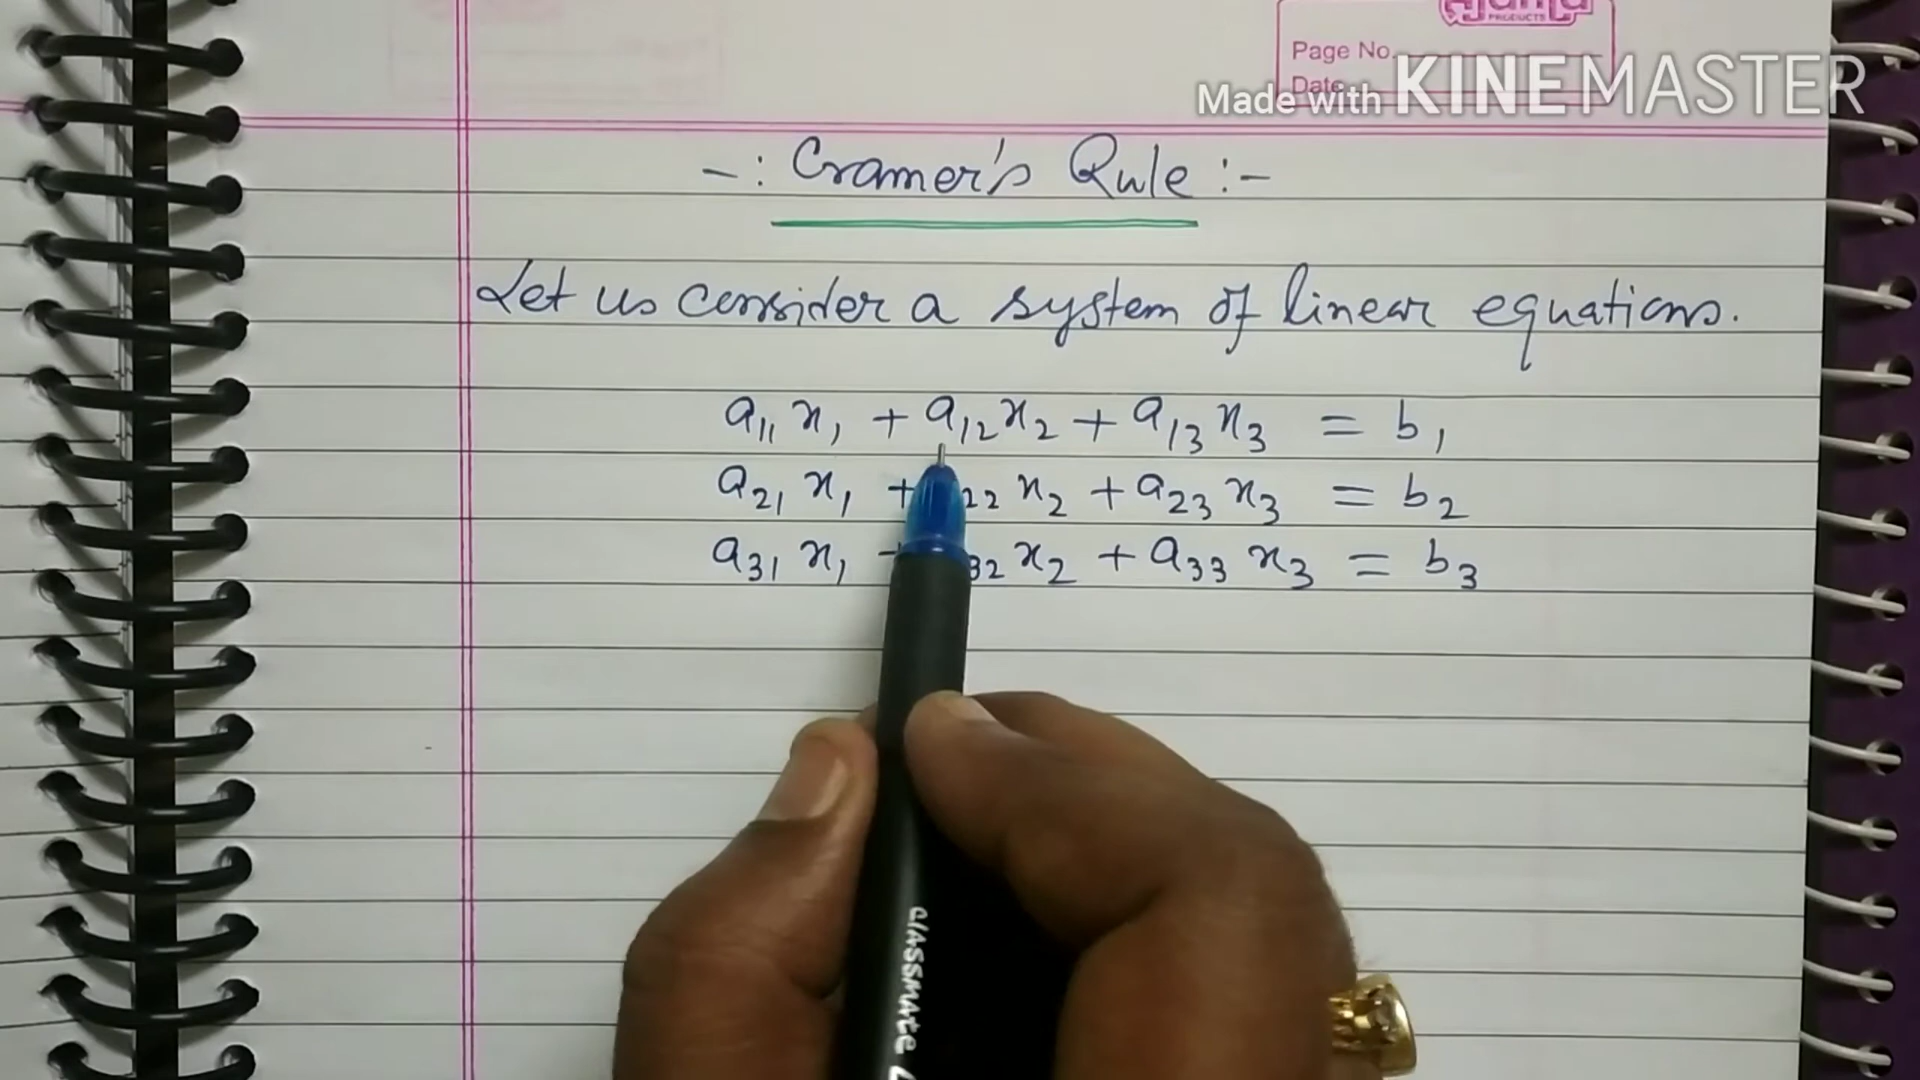 PRODUCTS
Page No.
Date
Made with KINEMASTER
-: Cramer's Rule :-
Let us consider a system of linear equations.
a₁₁ x₁ + a₁₂ x₂ + a₁₃ x₃ = b₁
a₂₁ x₁ + ₂₂ x₂ + a₂₃ x₃ = b₂
a₃₁ x₁ + ₃₂ x₂ + a₃₃ x₃ = b₃
classmate